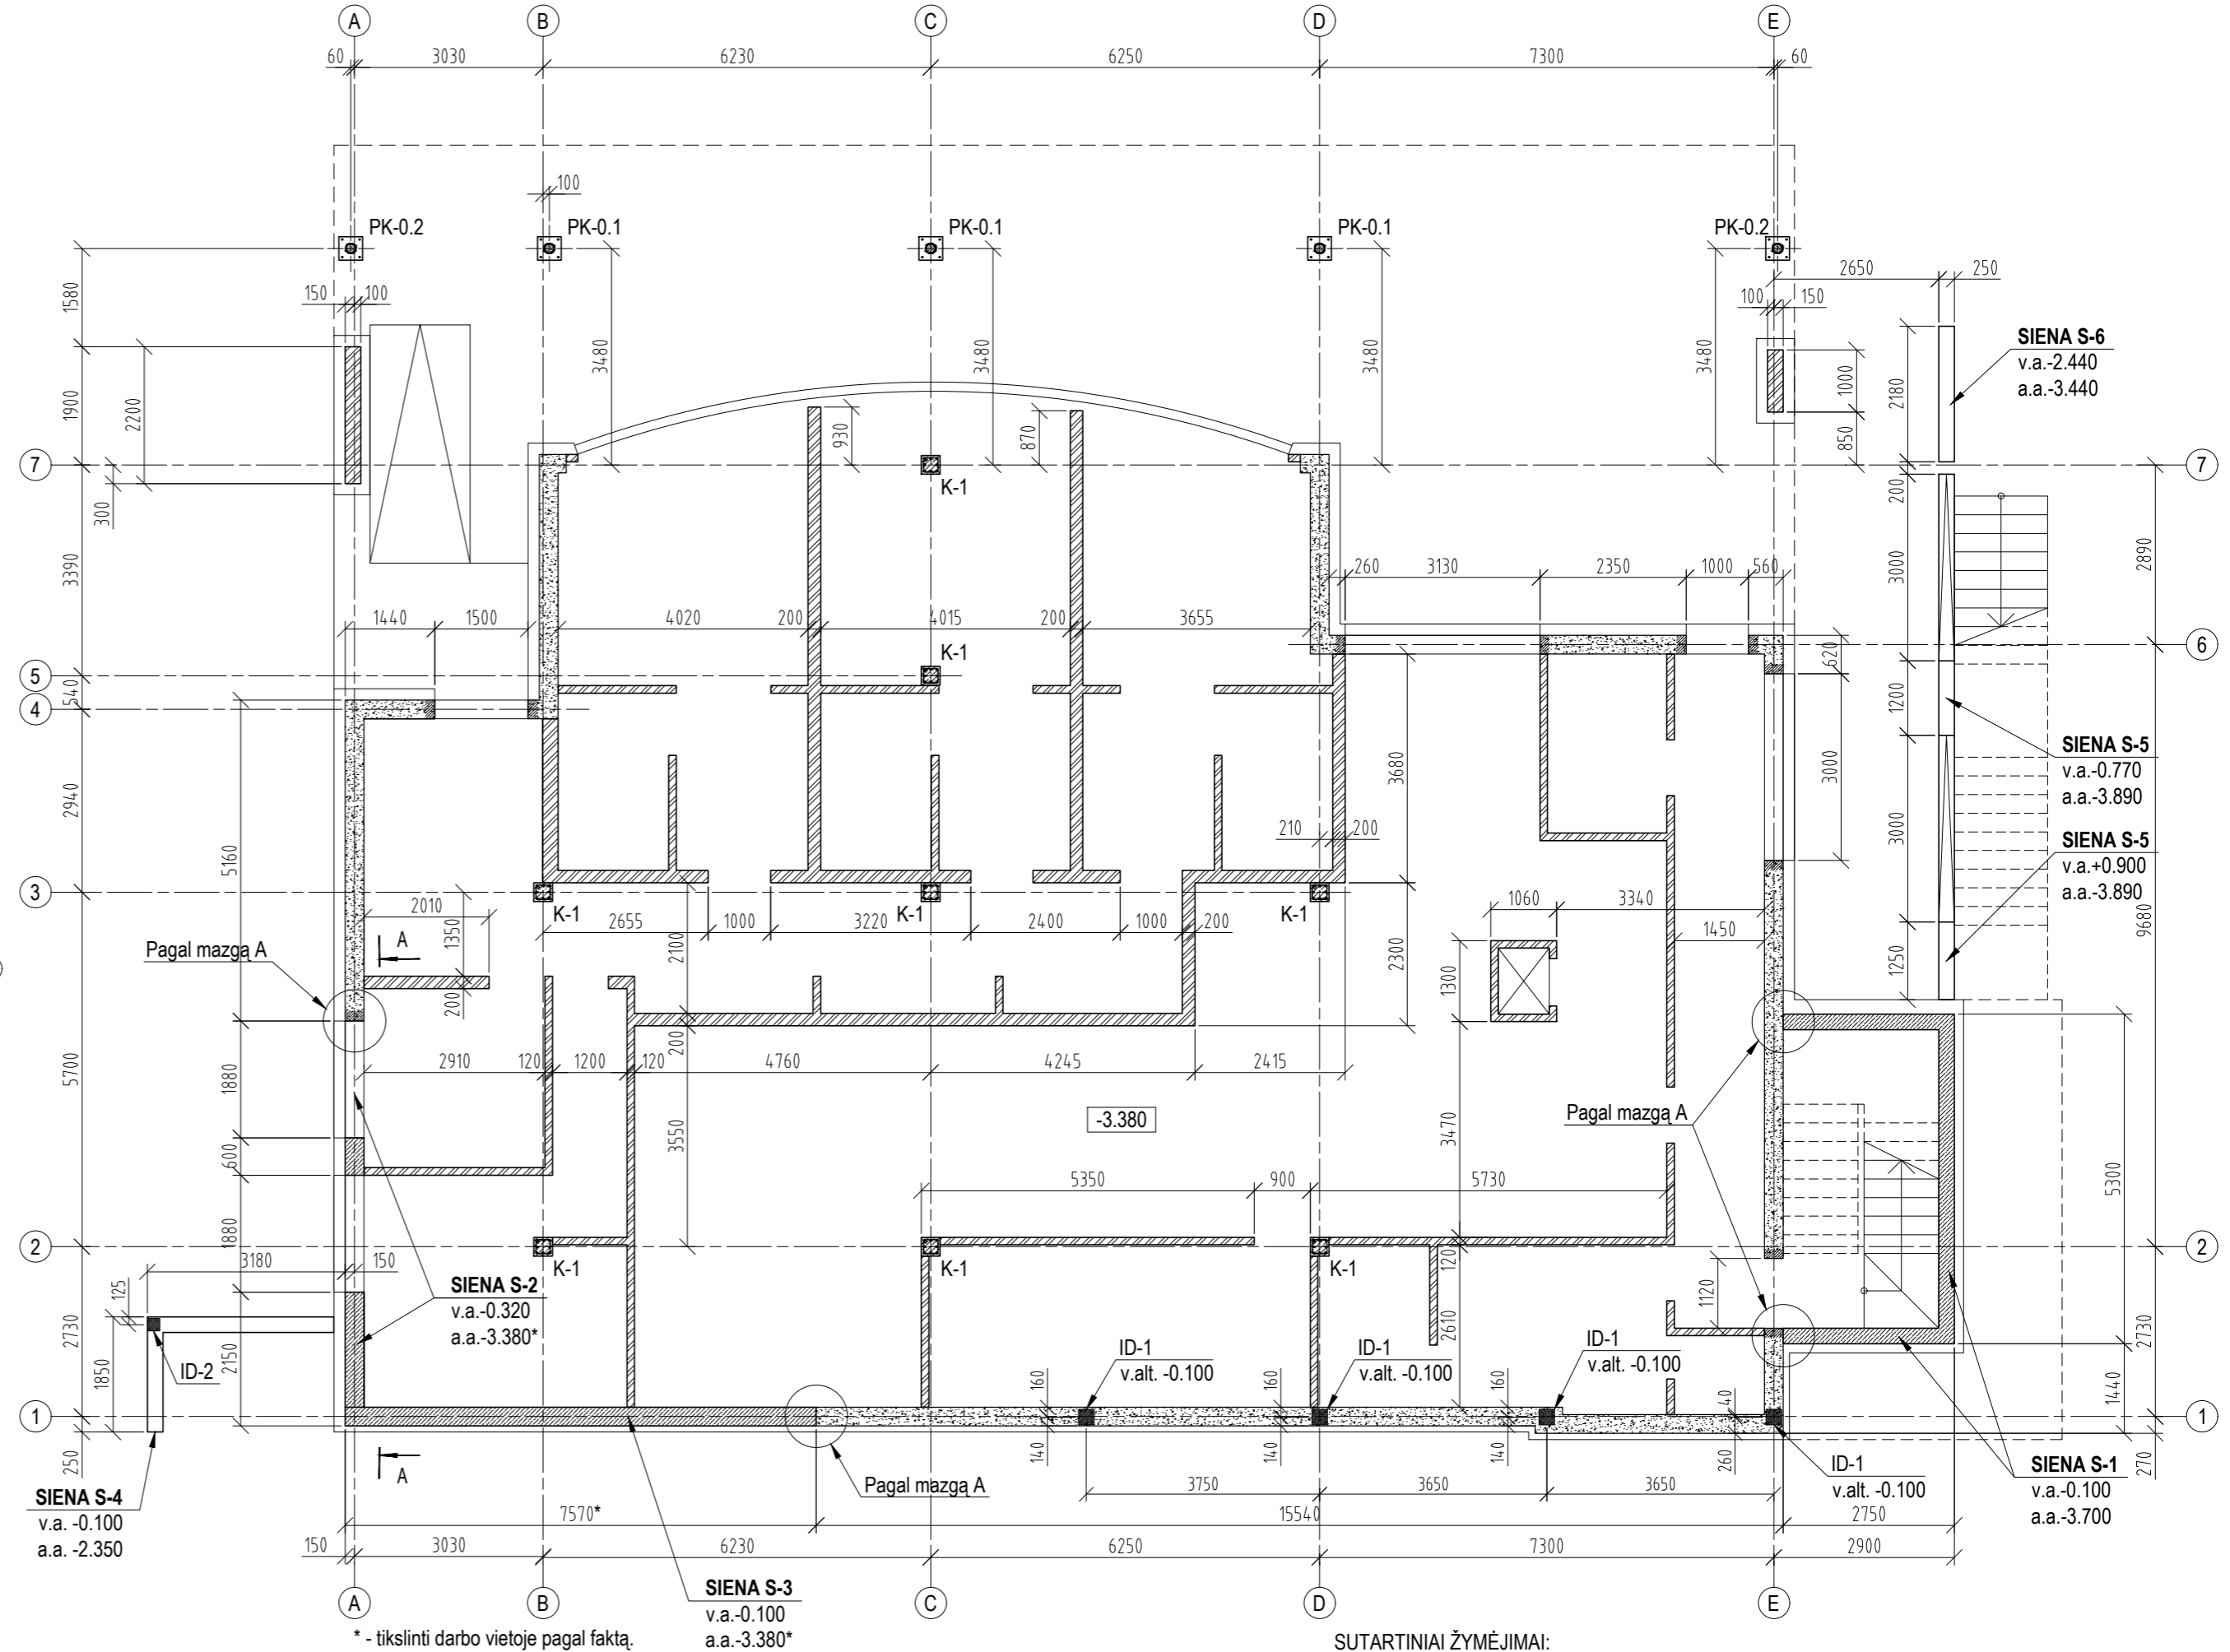 A B C D E
60 3030 6230 6250 7300 60
100
PK-0.2 PK-0.1 PK-0.1 PK-0.1 PK-0.2
2650 250
150 100
100 150
1580
3480 3480 3480 3480
SIENA S-6
v.a.-2.440
a.a.-3.440
1900 2200
930 870
1000 2180
850
7 7
K-1
300
200
3390
3000
2890
260 3130 2350 1000 560
1440 1500 4020 200 4015 200 3655
6
K-1
620
5
540
4
1200
SIENA S-5
v.a.-0.770
a.a.-3.890
3680
3000
2940
5160
210 200
3000
SIENA S-5
v.a.+0.900
a.a.-3.890
3
K-1 K-1 K-1
2010
1350
A
2655 1000 3220 2400 1000 200
1060 3340
1450
9680
Pagal mazgą A
2100
2300
1300
1250
200
200
5700
1880
2910 120 1200 120 4760 4245 2415
-3.380
Pagal mazgą A
3550
3470
600
5350 900 5730
5300
1880
2 2
3180 150
K-1 K-1 K-1
120
125
SIENA S-2
v.a.-0.320
a.a.-3.380*
1120
2730
1850
2150
2610
2730
ID-2
ID-1
v.alt. -0.100
ID-1
v.alt. -0.100
ID-1
v.alt. -0.100
160 160 160
40
1440
1 1
140 140 140
260
250
270
A
Pagal mazgą A
ID-1
v.alt. -0.100
SIENA S-1
v.a.-0.100
a.a.-3.700
SIENA S-4
v.a. -0.100
a.a. -2.350
3750 3650 3650
7570* 15540 2750
150 3030 6230 6250 7300 2900
A B C D E
SIENA S-3
v.a.-0.100
a.a.-3.380*
* - tikslinti darbo vietoje pagal faktą.
SUTARTINIAI ŽYMĖJIMAI: